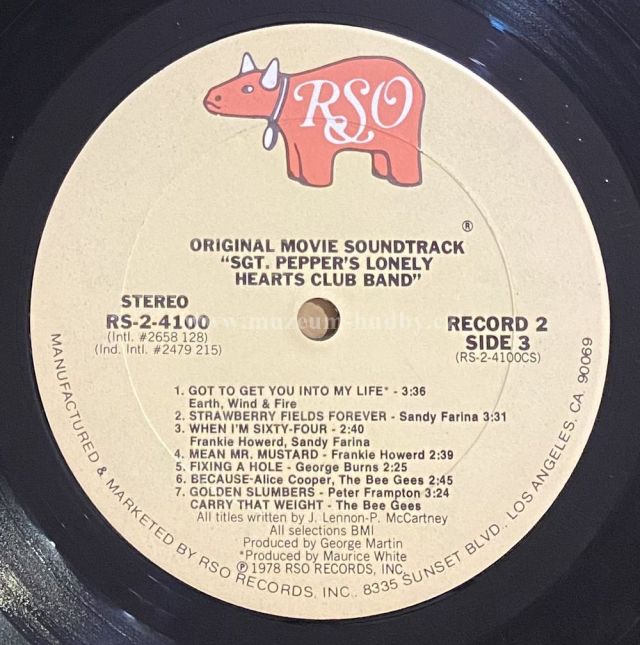 RSO
®
ORIGINAL MOVIE SOUNDTRACK
"SGT. PEPPER'S LONELY
HEARTS CLUB BAND"
STEREO
RS-2-4100
(Intl. #2658 128)
(Ind. Intl. #2479 215)
RECORD 2
SIDE 3
(RS-2-4100CS)
www.muzeum-hudby.c
1. GOT TO GET YOU INTO MY LIFE* - 3:36
Earth, Wind & Fire
2. STRAWBERRY FIELDS FOREVER - Sandy Farina 3:31
3. WHEN I'M SIXTY-FOUR - 2:40
Frankie Howerd, Sandy Farina
4. MEAN MR. MUSTARD - Frankie Howerd 2:39
5. FIXING A HOLE - George Burns 2:25
6. BECAUSE-Alice Cooper, The Bee Gees 2:45
7. GOLDEN SLUMBERS - Peter Frampton 3:24
CARRY THAT WEIGHT - The Bee Gees
All titles written by J. Lennon-P. McCartney
All selections BMI
Produced by George Martin
*Produced by Maurice White
℗1978 RSO RECORDS, INC.
MANUFACTURED & MARKETED BY RSO RECORDS, INC., 8335 SUNSET BLVD., LOS ANGELES, CA. 90069